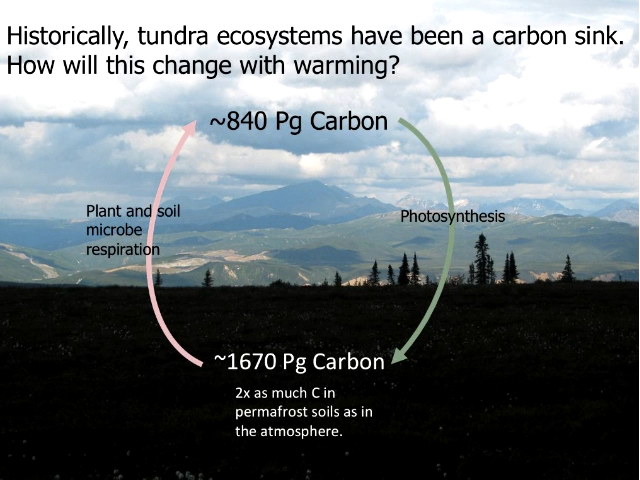 Historically, tundra ecosystems have been a carbon sink.
How will this change with warming?
~840 Pg Carbon
Plant and soil
microbe
respiration
Photosynthesis
~1670 Pg Carbon
2x as much C in
permafrost soils as in
the atmosphere.